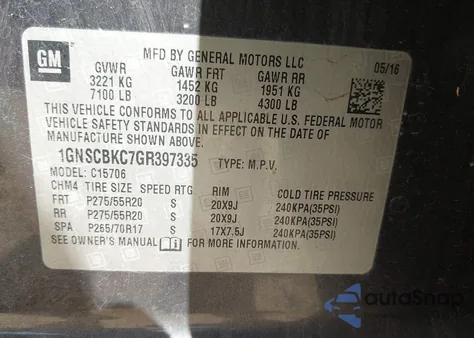 GM
MFD BY GENERAL MOTORS LLC
GVWR GAWR FRT GAWR RR 05/16
3221 KG 1452 KG 1951 KG
7100 LB 3200 LB 4300 LB
THIS VEHICLE CONFORMS TO ALL APPLICABLE U.S. FEDERAL MOTOR
VEHICLE SAFETY STANDARDS IN EFFECT ON THE DATE OF
MANUFACTURE SHOWN ABOVE.
1GNSCBKC7GR397335 TYPE: M.P.V.
MODEL: C15706
CHM4 TIRE SIZE SPEED RTG RIM COLD TIRE PRESSURE
FRT P275/55R20 S 20X9J 240KPA(35PSI)
RR P275/55R20 S 20X9J 240KPA(35PSI)
SPA P265/70R17 S 17X7.5J 240KPA(35PSI)
SEE OWNER'S MANUAL FOR MORE INFORMATION.
autoSnap